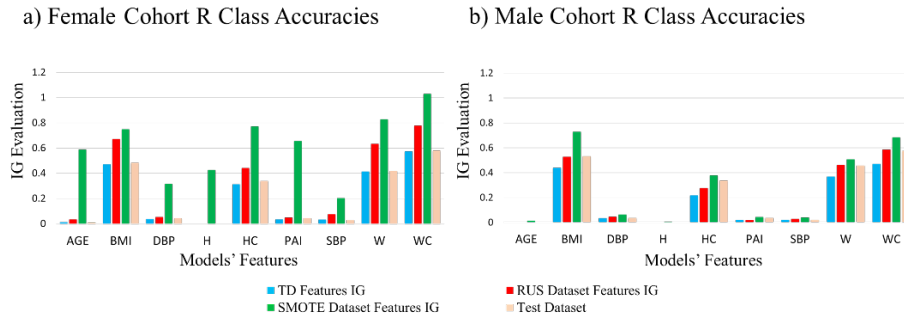 a) Female Cohort R Class Accuracies
b) Male Cohort R Class Accuracies
IG Evaluation
1.2
1
0.8
0.6
0.4
0.2
0
AGE BMI DBP H HC PAI SBP W WC
Models' Features
IG Evaluation
1.2
1
0.8
0.6
0.4
0.2
0
AGE BMI DBP H HC PAI SBP W WC
Models' Features
TD Features IG
RUS Dataset Features IG
SMOTE Dataset Features IG
Test Dataset